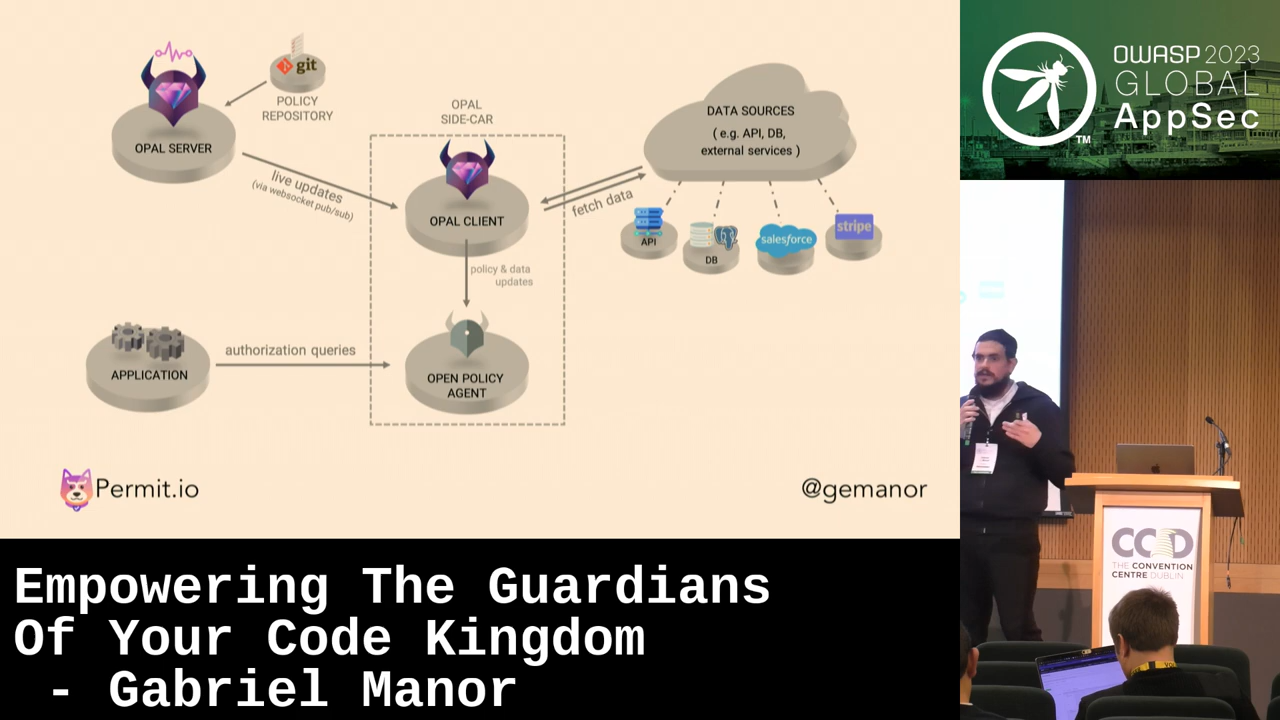 git
POLICY
REPOSITORY
OPAL SERVER
OPAL
SIDE-CAR
live updates
(via websocket pub/sub)
OPAL CLIENT
fetch data
DATA SOURCES
( e.g. API, DB,
external services )
API
DB
salesforce
stripe
policy & data
updates
APPLICATION
authorization queries
OPEN POLICY
AGENT
Permit.io
@gemanor
Empowering The Guardians
Of Your Code Kingdom
- Gabriel Manor
OWASP 2023
GLOBAL
AppSec
TM
CCD
THE CONVENTION
CENTRE DUBLIN